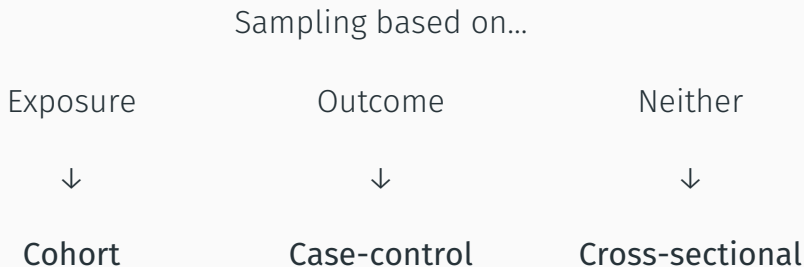 Sampling based on...
Exposure Outcome Neither
↓ ↓ ↓
Cohort Case-control Cross-sectional